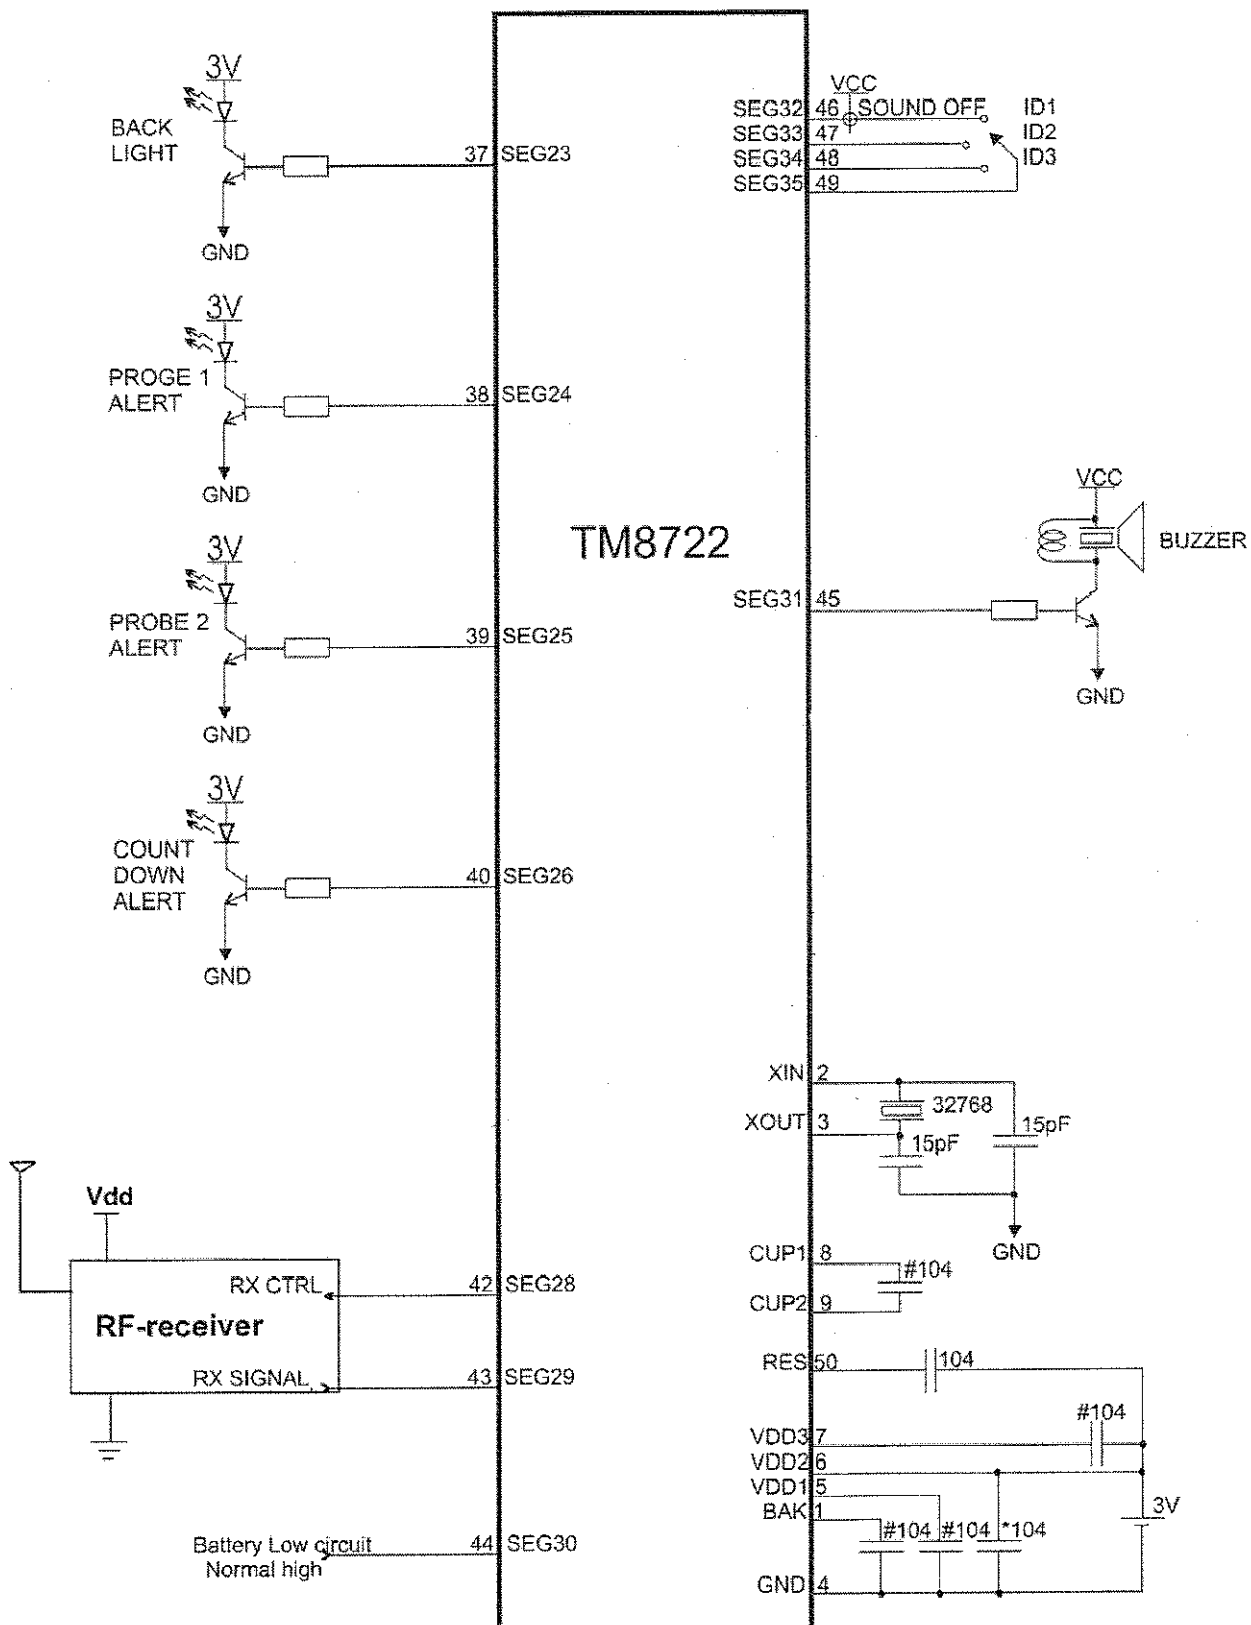 3V
BACK
LIGHT
37 SEG23
GND
3V
PROGE 1
ALERT
38 SEG24
GND
3V
PROBE 2
ALERT
39 SEG25
GND
3V
COUNT
DOWN
ALERT
40 SEG26
GND
Vdd
RX CTRL
42 SEG28
RF-receiver
RX SIGNAL
43 SEG29
Battery Low circuit
Normal high
44 SEG30
TM8722
VCC
SEG32 46 SOUND OFF ID1
SEG33 47 ID2
SEG34 48 ID3
SEG35 49
VCC
BUZZER
SEG31 45
GND
XIN 2
32768
XOUT 3
15pF
15pF
GND
CUP1 8
#104
CUP2 9
RES 50 104
#104
VDD3 7
VDD2 6
VDD1 5
BAK 1
3V
#104 #104 *104
GND 4